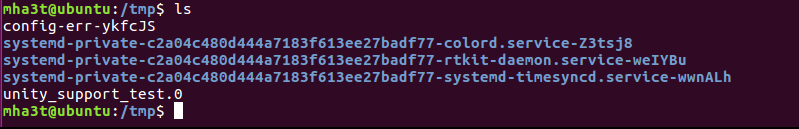 mha3t@ubuntu:/tmp$ ls
config-err-ykfcJS
systemd-private-c2a04c480d444a7183f613ee27badf77-colord.service-Z3tsj8
systemd-private-c2a04c480d444a7183f613ee27badf77-rtkit-daemon.service-weIYBu
systemd-private-c2a04c480d444a7183f613ee27badf77-systemd-timesyncd.service-wwnALh
unity_support_test.0
mha3t@ubuntu:/tmp$